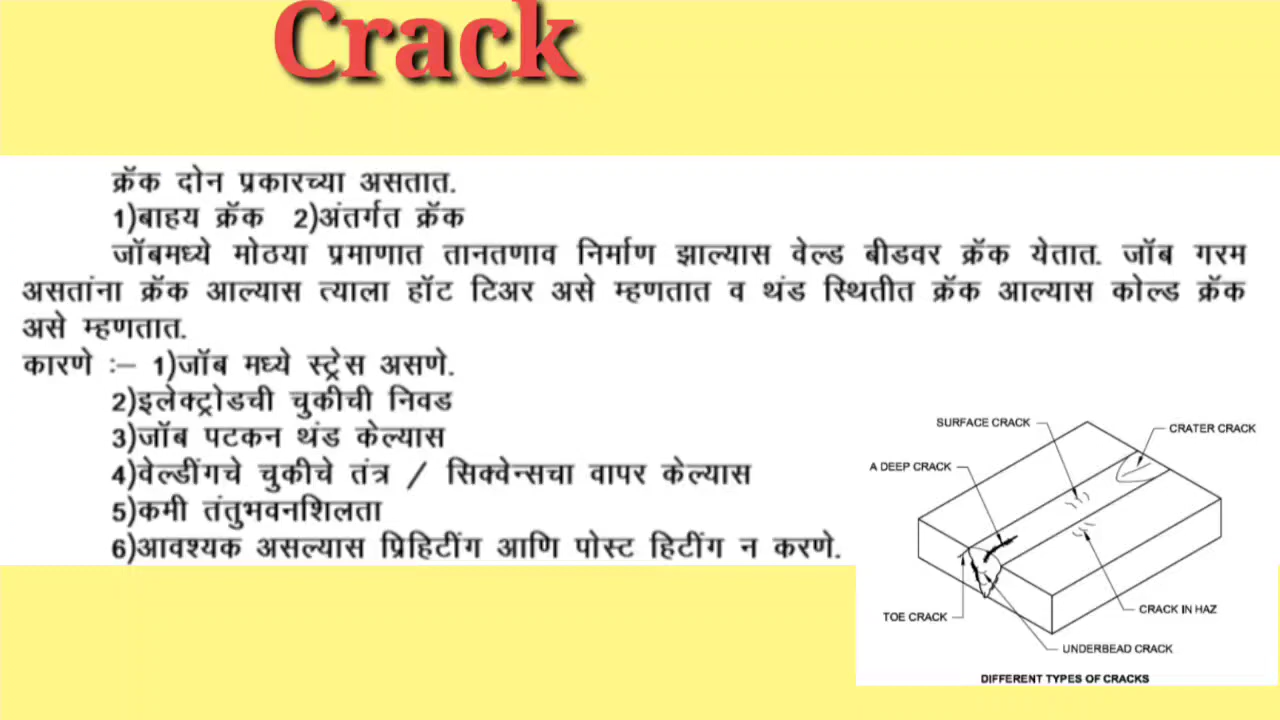 Crack
क्रॅक दोन प्रकारच्या असतात.
1)बाहय क्रॅक 2)अंतर्गत क्रॅक
जॉबमध्ये मोठया प्रमाणात तानतणाव निर्माण झाल्यास वेल्ड बीडवर क्रॅक येतात. जॉब गरम
असतांना क्रॅक आल्यास त्याला हॉट टिअर असे म्हणतात व थंड स्थितीत क्रॅक आल्यास कोल्ड क्रॅक
असे म्हणतात.
कारणे :– 1)जॉब मध्ये स्ट्रेस असणे.
2)इलेक्ट्रोडची चुकीची निवड
3)जॉब पटकन थंड केल्यास
4)वेल्डींगचे चुकीचे तंत्र / सिक्वेन्सचा वापर केल्यास
5)कमी तंतुभवनशिलता
6)आवश्यक असल्यास प्रिहिटींग आणि पोस्ट हिटींग न करणे.
SURFACE CRACK
CRATER CRACK
A DEEP CRACK
CRACK IN HAZ
TOE CRACK
UNDERBEAD CRACK
DIFFERENT TYPES OF CRACKS